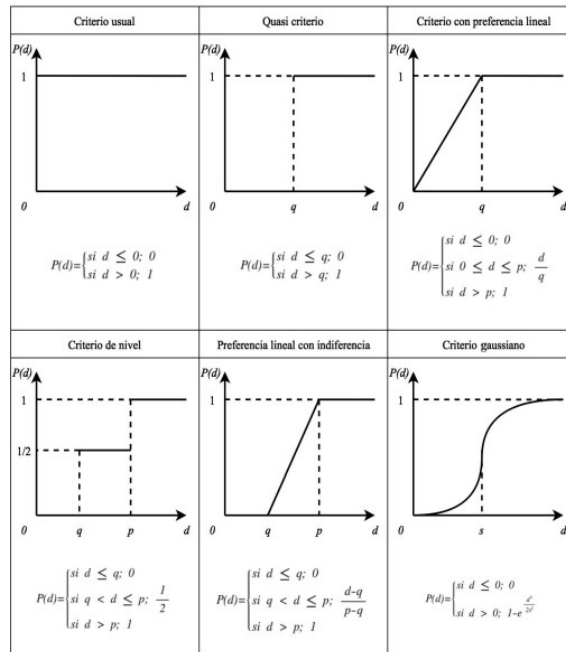 Criterio usual
P(d)
1
0
d
P(d)= si d ≤ 0; 0
si d > 0; 1
Quasi criterio
P(d)
1
0
q
d
P(d)= si d ≤ q; 0
si d > q; 1
Criterio con preferencia lineal
P(d)
1
0
q
d
P(d)= si d ≤ 0; 0
si 0 ≤ d ≤ p; d/q
si d > p; 1
Criterio de nivel
P(d)
1
1/2
0
q
p
d
P(d)= si d ≤ q; 0
si q < d ≤ p; 1/2
si d > p; 1
Preferencia lineal con indiferencia
P(d)
1
0
q
p
d
P(d)= si d ≤ q; 0
si q < d ≤ p; d-q/p-q
si d > p; 1
Criterio gaussiano
P(d)
1
0
s
d
P(d)= si d ≤ 0; 0
si d > 0; 1-e